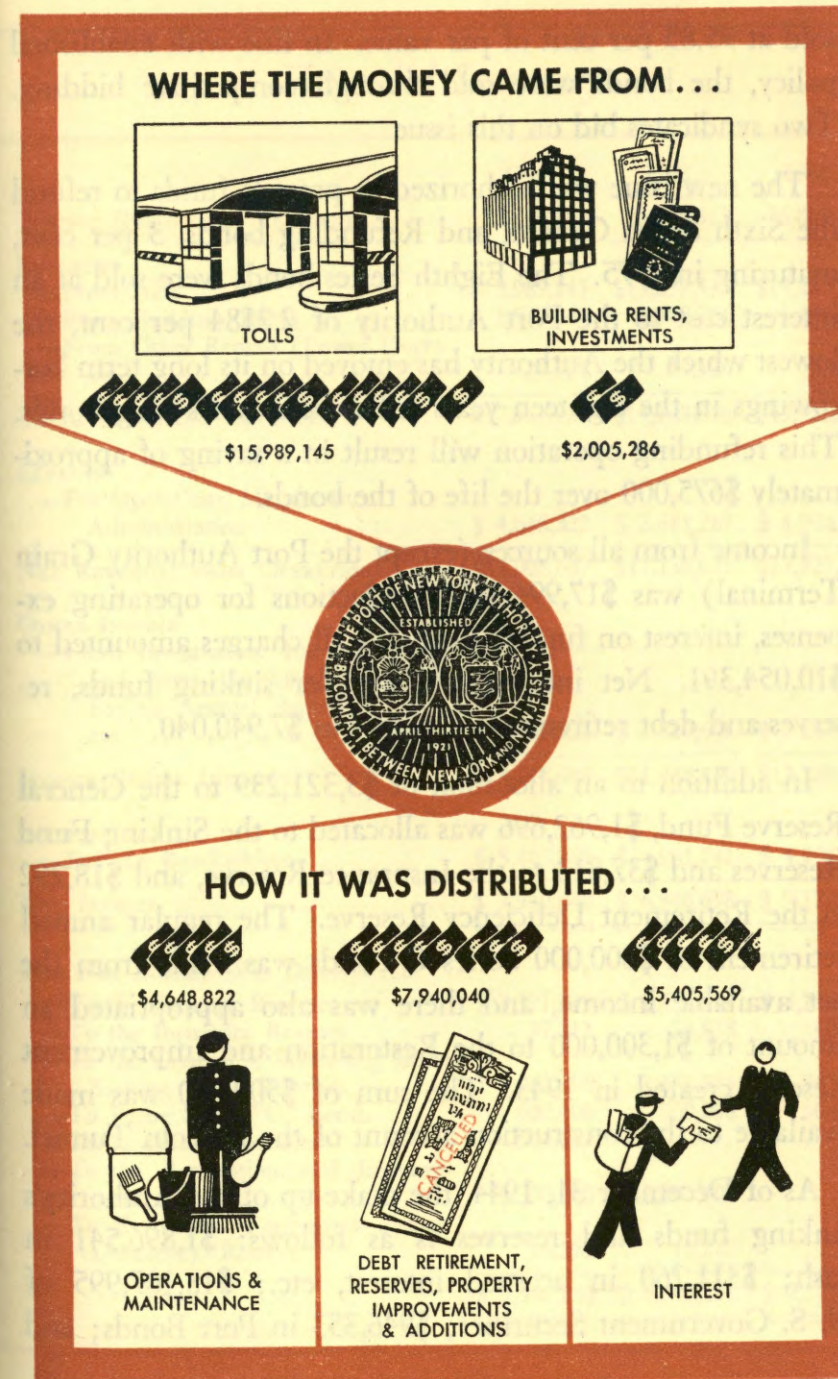 WHERE THE MONEY CAME FROM...
TOLLS
BUILDING RENTS,
INVESTMENTS
$15,989,145
$2,005,286
THE PORT OF NEW YORK AUTHORITY
ESTABLISHED
APRIL THIRTIETH
1921
BY COMPACT BETWEEN NEW YORK AND NEW JERSEY
HOW IT WAS DISTRIBUTED...
$4,648,822
$7,940,040
$5,405,569
CANCELLED
OPERATIONS &
MAINTENANCE
DEBT RETIREMENT,
RESERVES, PROPERTY
IMPROVEMENTS
& ADDITIONS
INTEREST